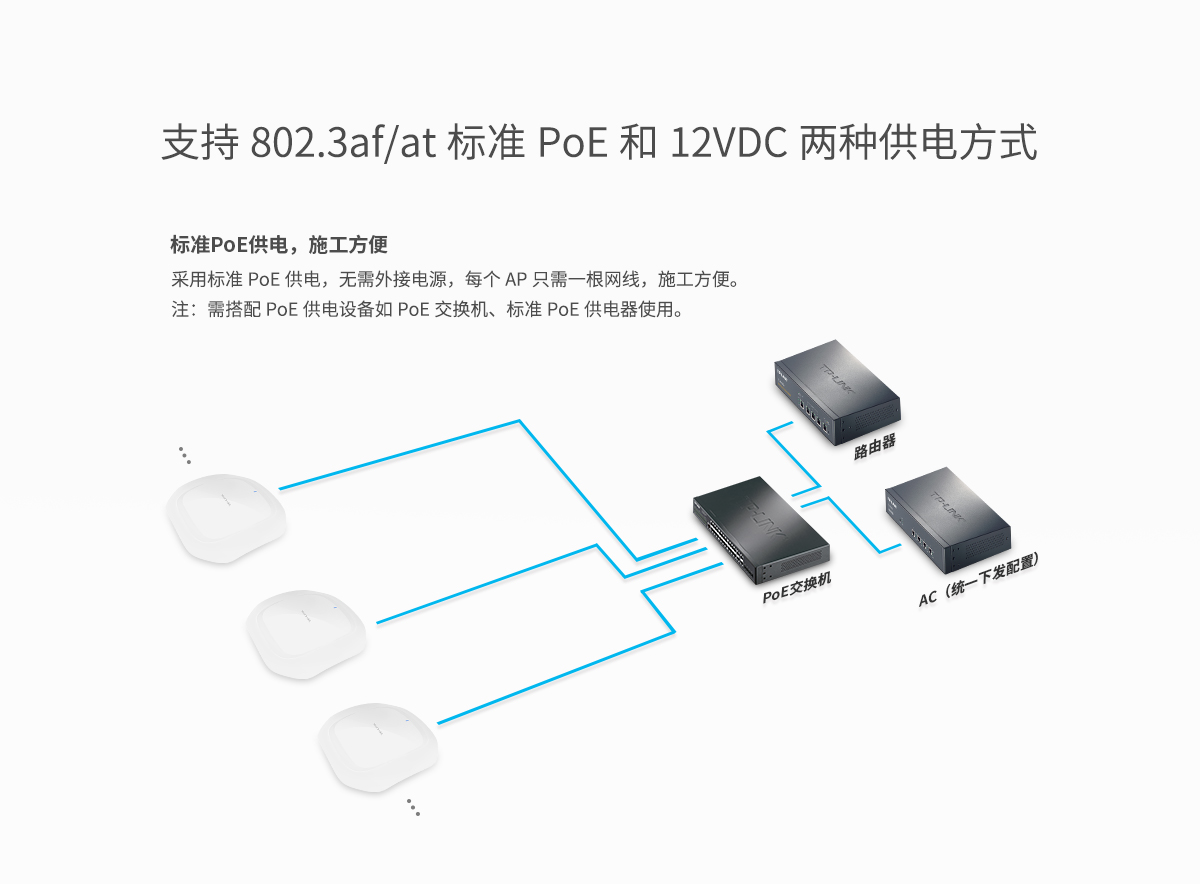 支持 802.3af/at 标准 PoE 和 12VDC 两种供电方式
标准PoE供电，施工方便
采用标准 PoE 供电，无需外接电源，每个 AP 只需一根网线，施工方便。
注：需搭配 PoE 供电设备如 PoE 交换机、标准 PoE 供电器使用。
TP-LINK
路由器
TP-LINK
TP-LINK
PoE交换机
AC（统一下发配置）